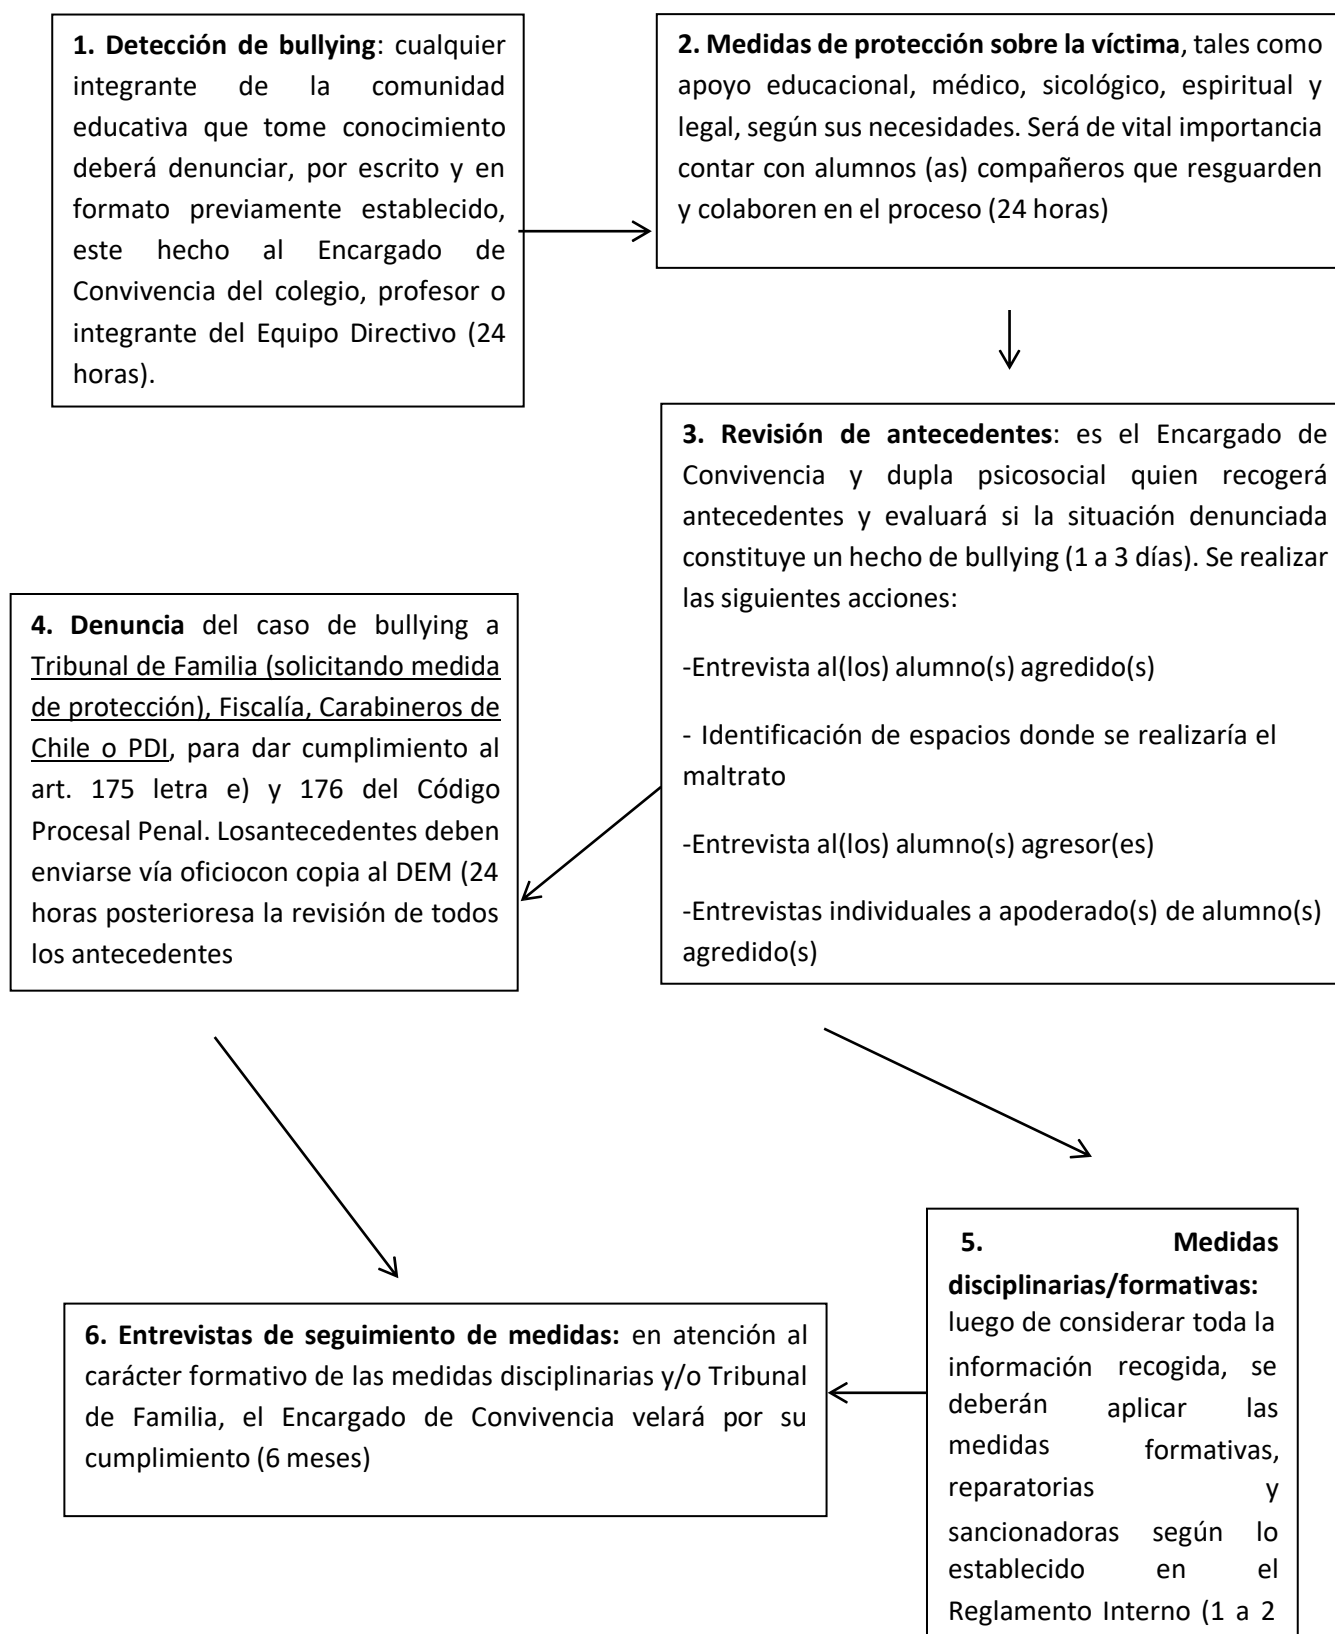 1. Detección de bullying: cualquier
integrante de la comunidad
educativa que tome conocimiento
deberá denunciar, por escrito y en
formato previamente establecido,
este hecho al Encargado de
Convivencia del colegio, profesor o
integrante del Equipo Directivo (24
horas).
2. Medidas de protección sobre la víctima, tales como
apoyo educacional, médico, sicológico, espiritual y
legal, según sus necesidades. Será de vital importancia
contar con alumnos (as) compañeros que resguarden
y colaboren en el proceso (24 horas)
3. Revisión de antecedentes: es el Encargado de
Convivencia y dupla psicosocial quien recogerá
antecedentes y evaluará si la situación denunciada
constituye un hecho de bullying (1 a 3 días). Se realizar
las siguientes acciones:
-Entrevista al(los) alumno(s) agredido(s)
- Identificación de espacios donde se realizaría el
maltrato
-Entrevista al(los) alumno(s) agresor(es)
-Entrevistas individuales a apoderado(s) de alumno(s)
agredido(s)
4. Denuncia del caso de bullying a
Tribunal de Familia (solicitando medida
de protección), Fiscalía, Carabineros de
Chile o PDI, para dar cumplimiento al
art. 175 letra e) y 176 del Código
Procesal Penal. Losantecedentes deben
enviarse vía oficiocon copia al DEM (24
horas posterioresa la revisión de todos
los antecedentes
5. Medidas
disciplinarias/formativas:
luego de considerar toda la
información recogida, se
deberán aplicar las
medidas formativas,
reparatorias y
sancionadoras según lo
establecido en el
Reglamento Interno (1 a 2
6. Entrevistas de seguimiento de medidas: en atención al
carácter formativo de las medidas disciplinarias y/o Tribunal
de Familia, el Encargado de Convivencia velará por su
cumplimiento (6 meses)